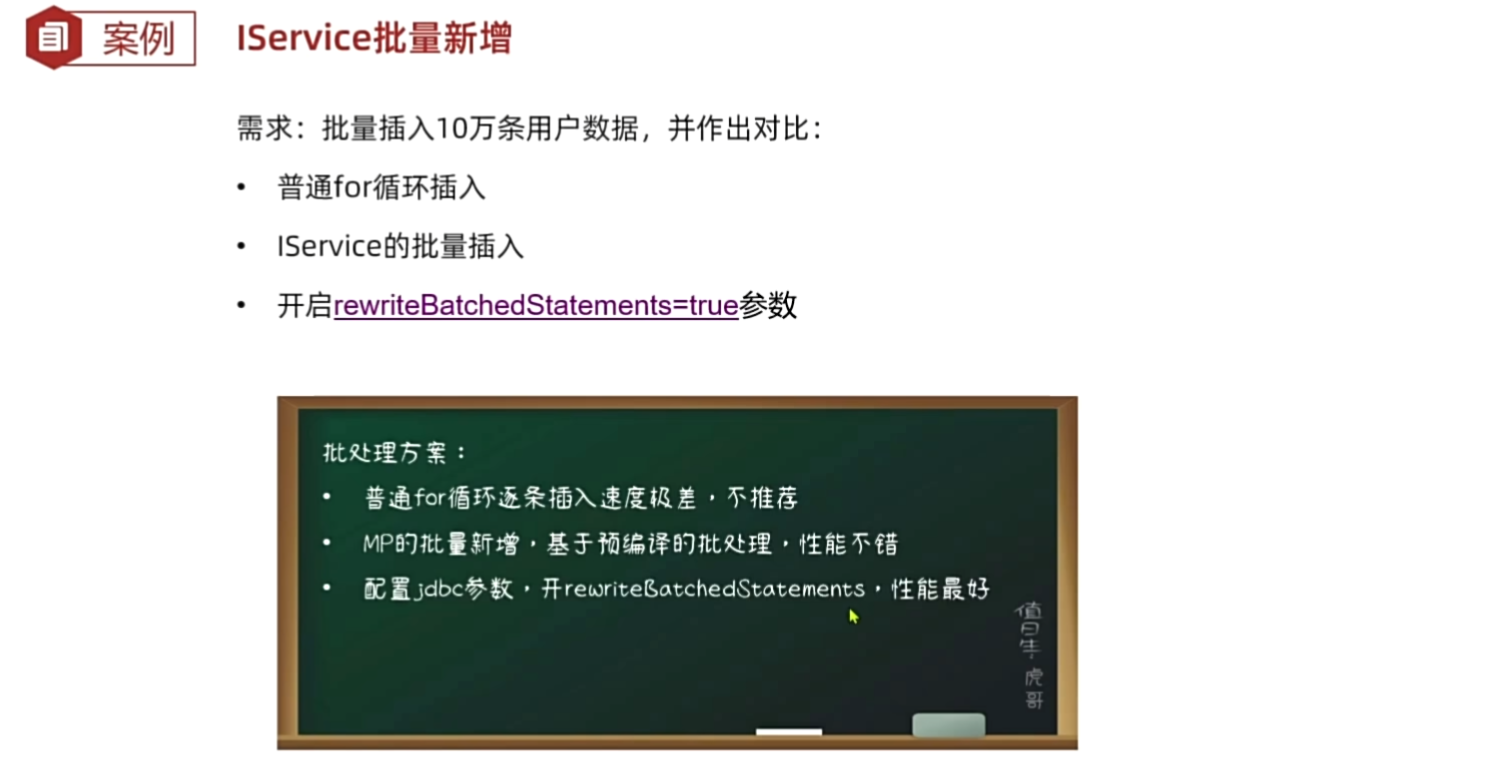 案例
IService批量新增
需求：批量插入10万条用户数据，并作出对比：
• 普通for循环插入
• IService的批量插入
• 开启rewriteBatchedStatements=true参数
批处理方案：
• 普通for循环逐条插入速度极差，不推荐
• MP的批量新增，基于预编译的批处理，性能不错
• 配置jdbc参数，开rewriteBatchedStatements，性能最好
值日生 虎哥